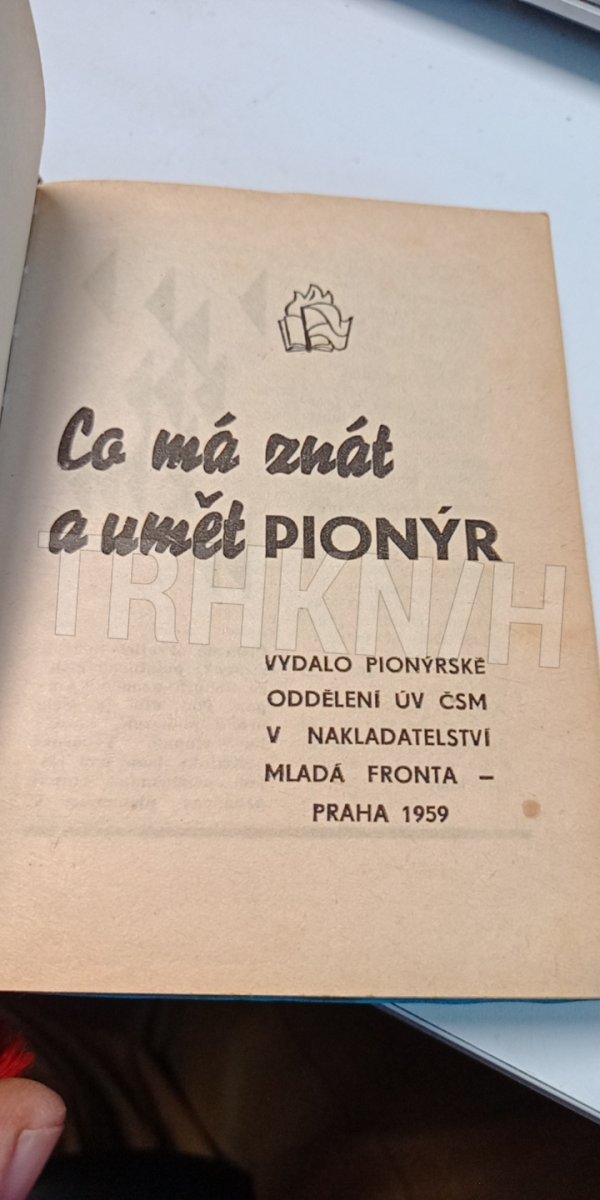 Co má znát
a umět PIONÝR
TRHKNIH
VYDALO PIONÝRSKÉ
ODDĚLENÍ ÚV ČSM
V NAKLADATELSTVÍ
MLADÁ FRONTA –
PRAHA 1959